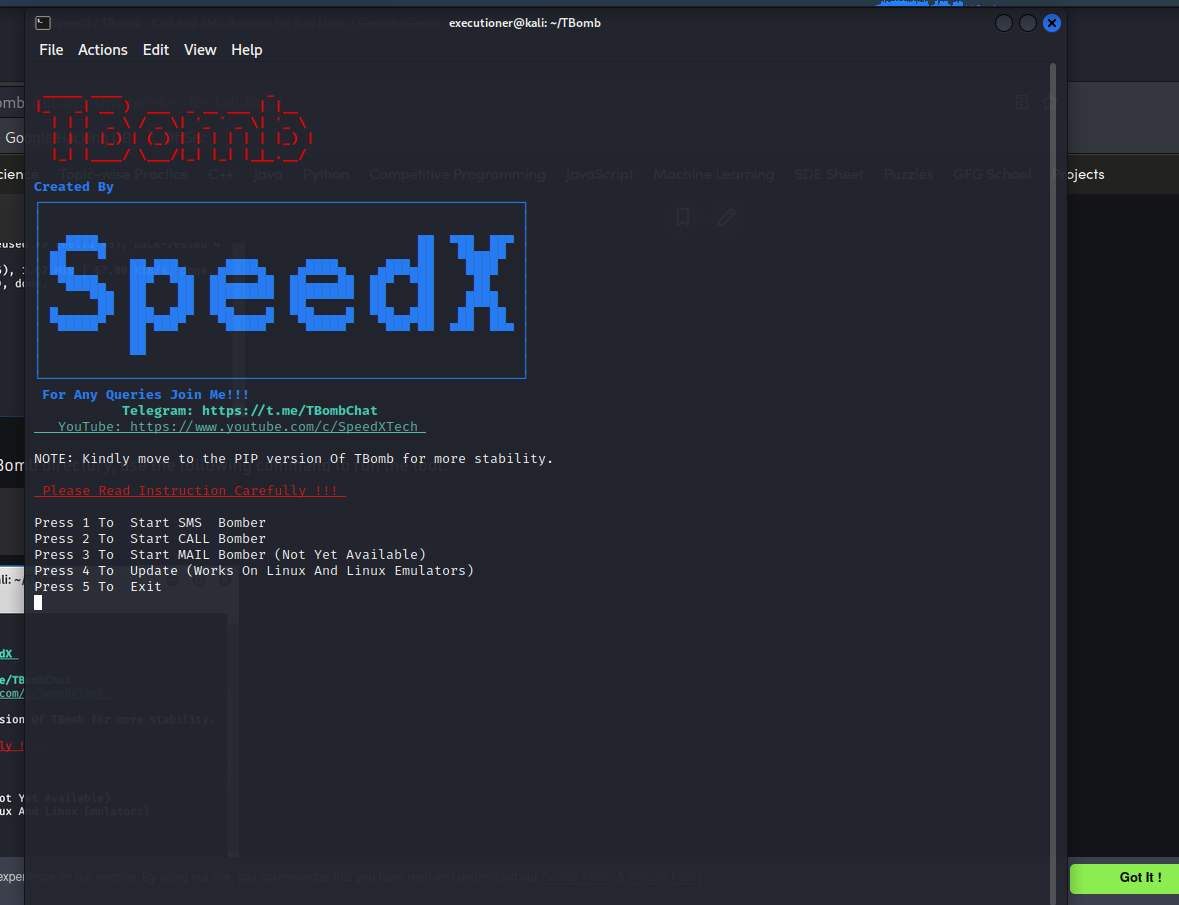 executioner@kali: ~/TBomb
File Actions Edit View Help
TBomb
Created By
SpeedX
For Any Queries Join Me!!!
Telegram: https://t.me/TBombChat
YouTube: https://www.youtube.com/c/SpeedXTech
NOTE: Kindly move to the PIP version Of TBomb for more stability.
Please Read Instruction Carefully !!!
Press 1 To  Start SMS  Bomber
Press 2 To  Start CALL Bomber
Press 3 To  Start MAIL Bomber (Not Yet Available)
Press 4 To  Update (Works On Linux And Linux Emulators)
Press 5 To  Exit
Topic-wise Practice C++ Java Python Competitive Programming JavaScript Machine Learning SDE Sheet Puzzles GFG School Projects
Got It !